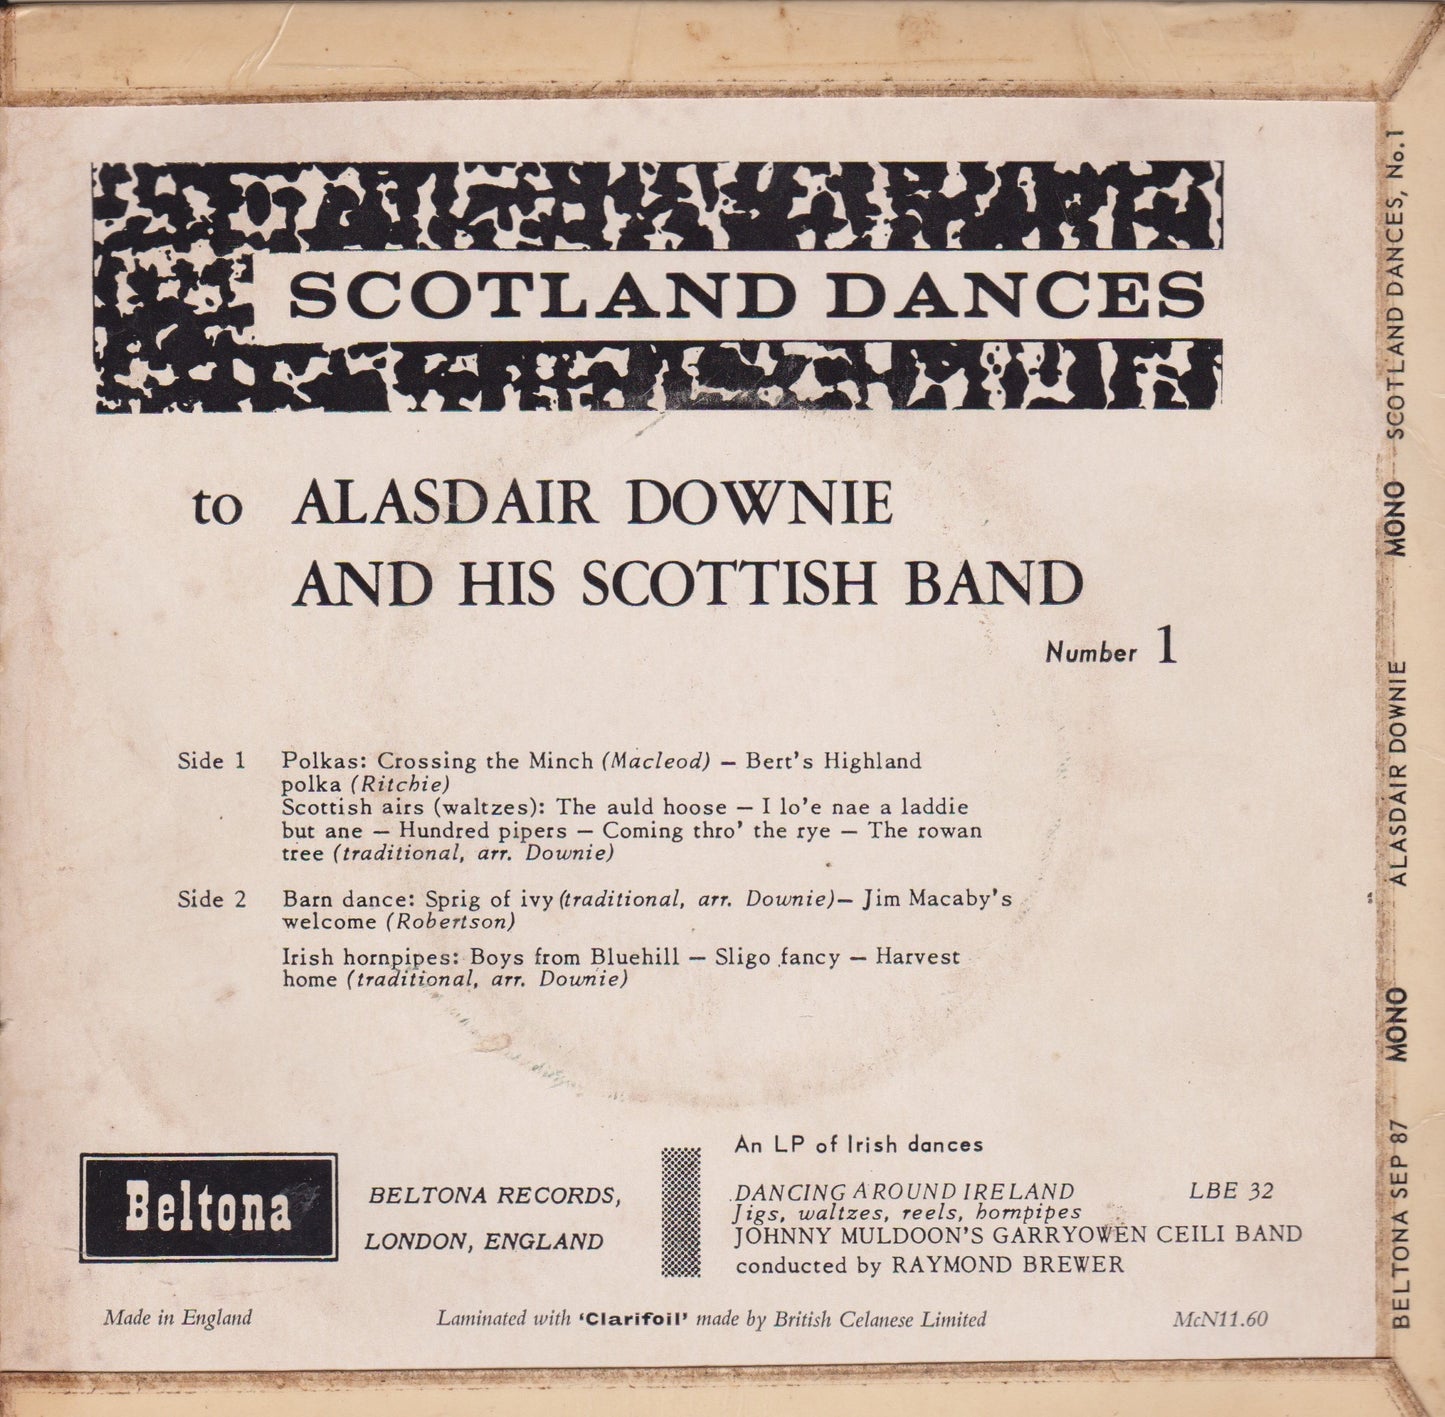 SCOTLAND DANCES
to ALASDAIR DOWNIE
AND HIS SCOTTISH BAND
Number 1
Side 1 Polkas: Crossing the Minch (Macleod) – Bert's Highland
polka (Ritchie)
Scottish airs (waltzes): The auld hoose – I lo'e nae a laddie
but ane – Hundred pipers – Coming thro' the rye – The rowan
tree (traditional, arr. Downie)
Side 2 Barn dance: Sprig of ivy (traditional, arr. Downie) – Jim Macaby's
welcome (Robertson)
Irish hornpipes: Boys from Bluehill – Sligo fancy – Harvest
home (traditional, arr. Downie)
Beltona
BELTONA RECORDS,
LONDON, ENGLAND
An LP of Irish dances
DANCING AROUND IRELAND LBE 32
Jigs, waltzes, reels, hornpipes
JOHNNY MULDOON'S GARRYOWEN CEILI BAND
conducted by RAYMOND BREWER
Made in England Laminated with 'Clarifoil' made by British Celanese Limited McN11.60
BELTONA SEP 87 MONO ALASDAIR DOWNIE MONO SCOTLAND DANCES, No. 1